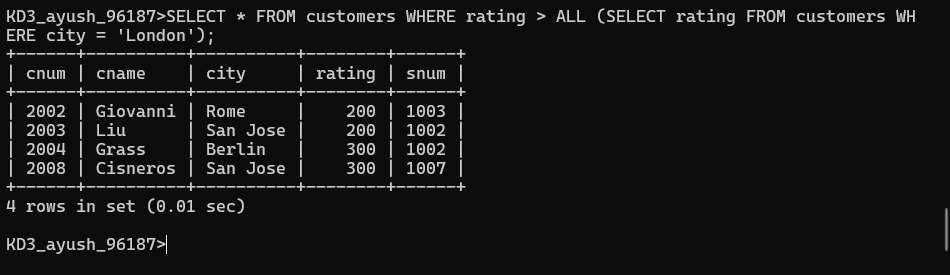 KD3_ayush_96187>SELECT * FROM customers WHERE rating > ALL (SELECT rating FROM customers WH
ERE city = 'London');
+------+----------+----------+--------+------+
| cnum | cname    | city     | rating | snum |
+------+----------+----------+--------+------+
| 2002 | Giovanni | Rome     |    200 | 1003 |
| 2003 | Liu      | San Jose |    200 | 1002 |
| 2004 | Grass    | Berlin   |    300 | 1002 |
| 2008 | Cisneros | San Jose |    300 | 1007 |
+------+----------+----------+--------+------+
4 rows in set (0.01 sec)
KD3_ayush_96187>